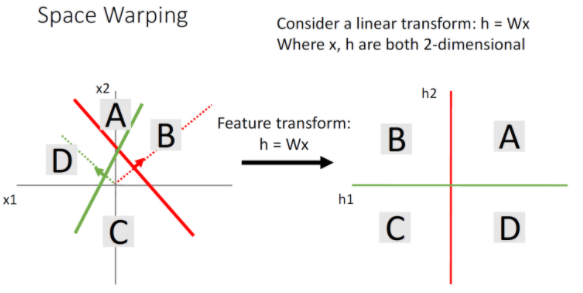 Space Warping
Consider a linear transform: h = Wx
Where x, h are both 2-dimensional
x2
A
B
D
C
x1
Feature transform:
h = Wx
h2
B
A
h1
C
D